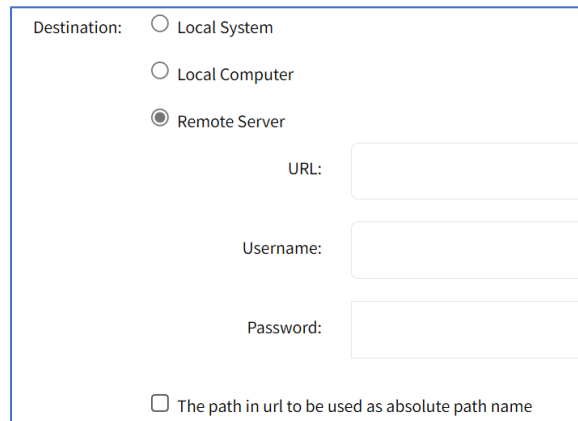 Destination: Local System
Local Computer
Remote Server
URL:
Username:
Password:
The path in url to be used as absolute path name